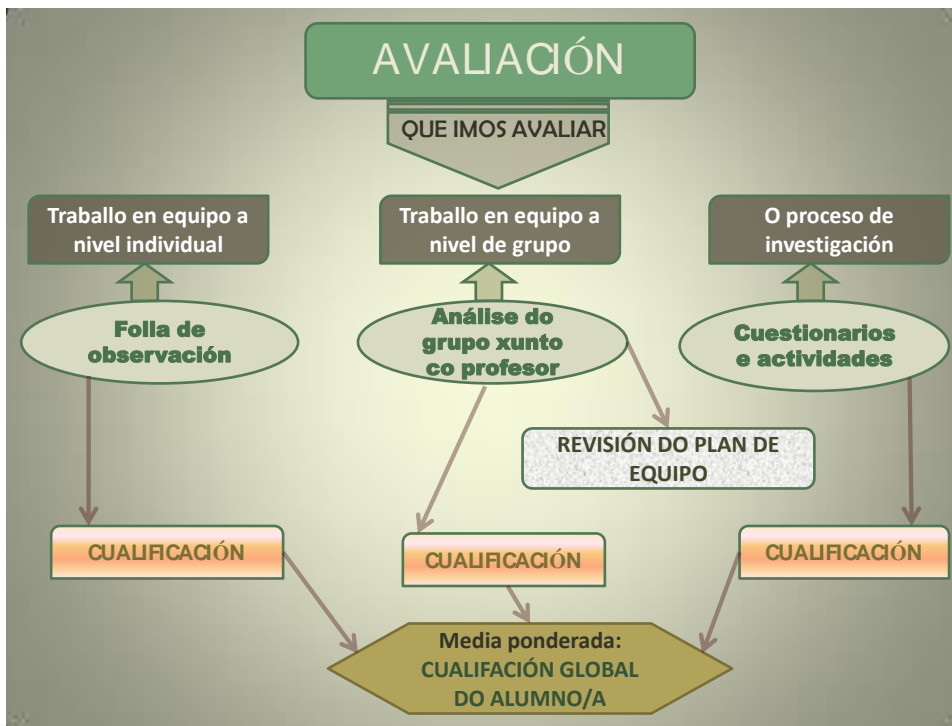 AVALIACIÓN
QUE IMOS AVALIAR
Traballo en equipo a
nivel individual
Traballo en equipo a
nivel de grupo
O proceso de
investigación
Folla de
observación
Análise do
grupo xunto
co profesor
Cuestionarios
e actividades
REVISIÓN DO PLAN DE
EQUIPO
CUALIFICACIÓN
CUALIFICACIÓN
CUALIFICACIÓN
Media ponderada:
CUALIFACIÓN GLOBAL
DO ALUMNO/A